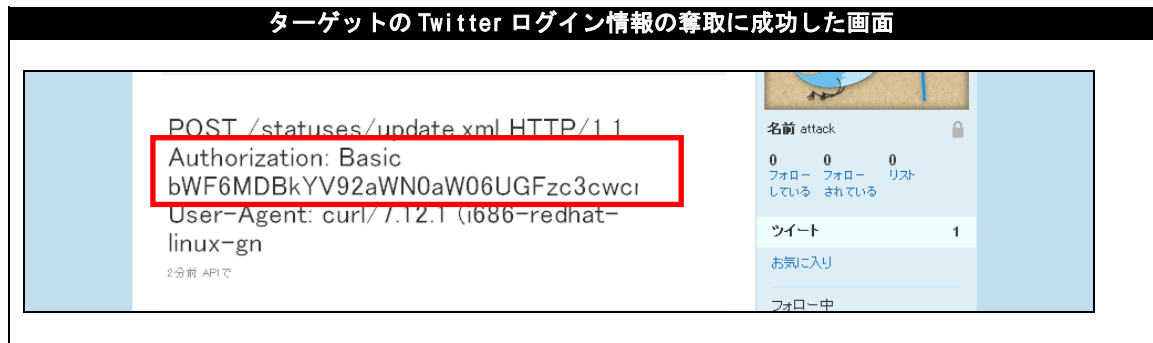 ターゲットの Twitter ログイン情報の奪取に成功した画面
POST /statuses/update.xml HTTP/1.1
Authorization: Basic
bWF6MDBkYV92aWN0aW06UGFzc3cwcr
User-Agent: curl/7.12.1 (i686-redhat-
linux-gn
2分前 APIで
名前 attack
0 0 0
フォロー フォロー リスト
している されている
ツイート 1
お気に入り
フォロー中